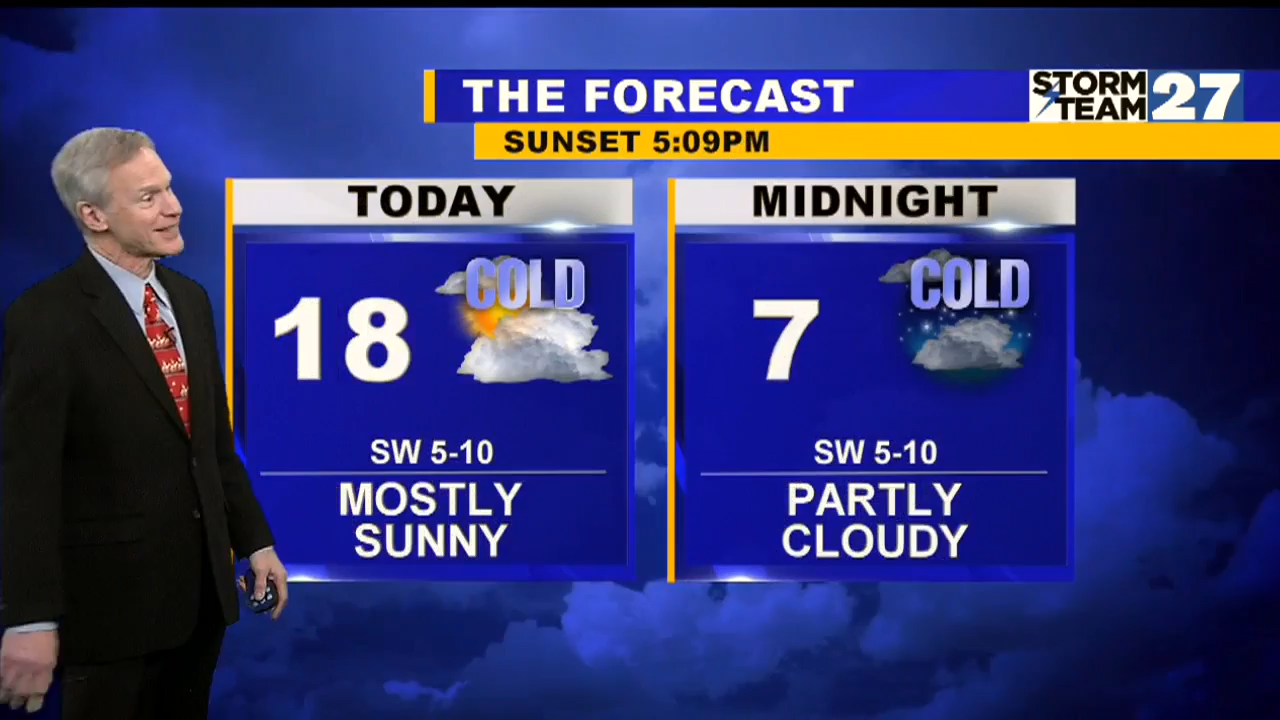 THE FORECAST
STORM
TEAM
27
SUNSET 5:09PM
TODAY
COLD
18
SW 5-10
MOSTLY
SUNNY
MIDNIGHT
COLD
7
SW 5-10
PARTLY
CLOUDY